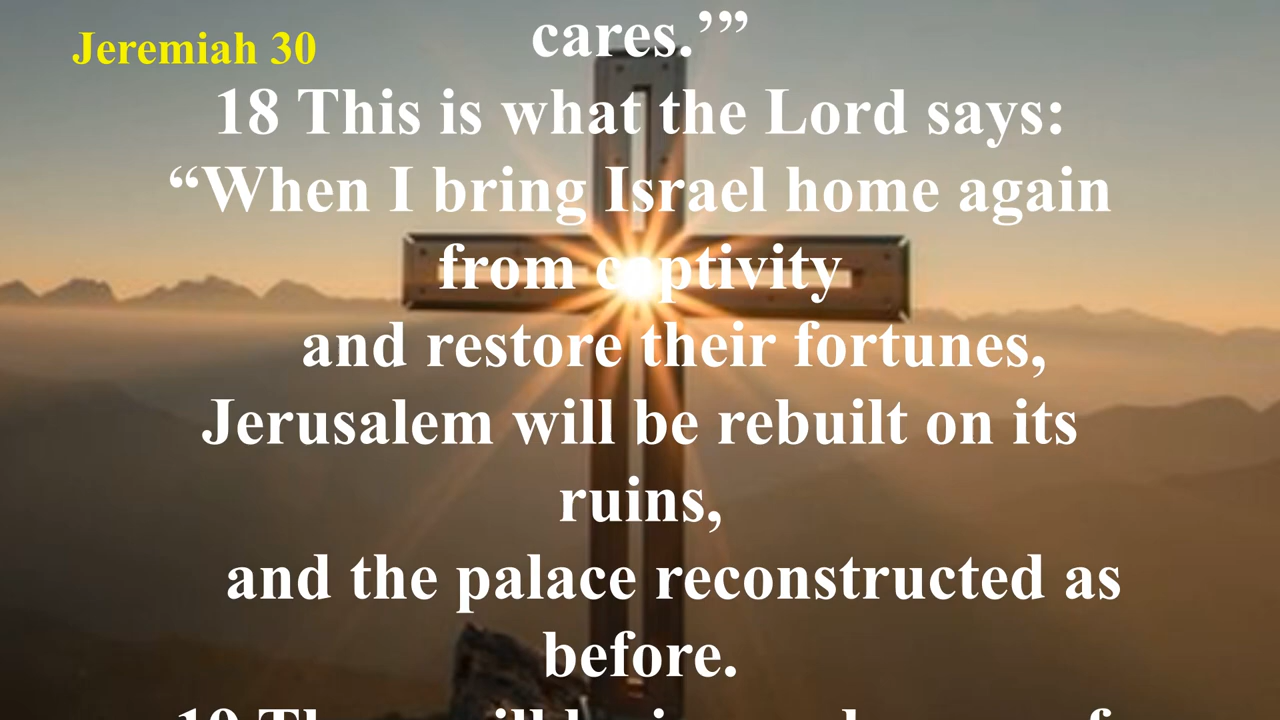 Jeremiah 30
cares.’”
18 This is what the Lord says:
“When I bring Israel home again
from captivity
and restore their fortunes,
Jerusalem will be rebuilt on its
ruins,
and the palace reconstructed as
before.
19